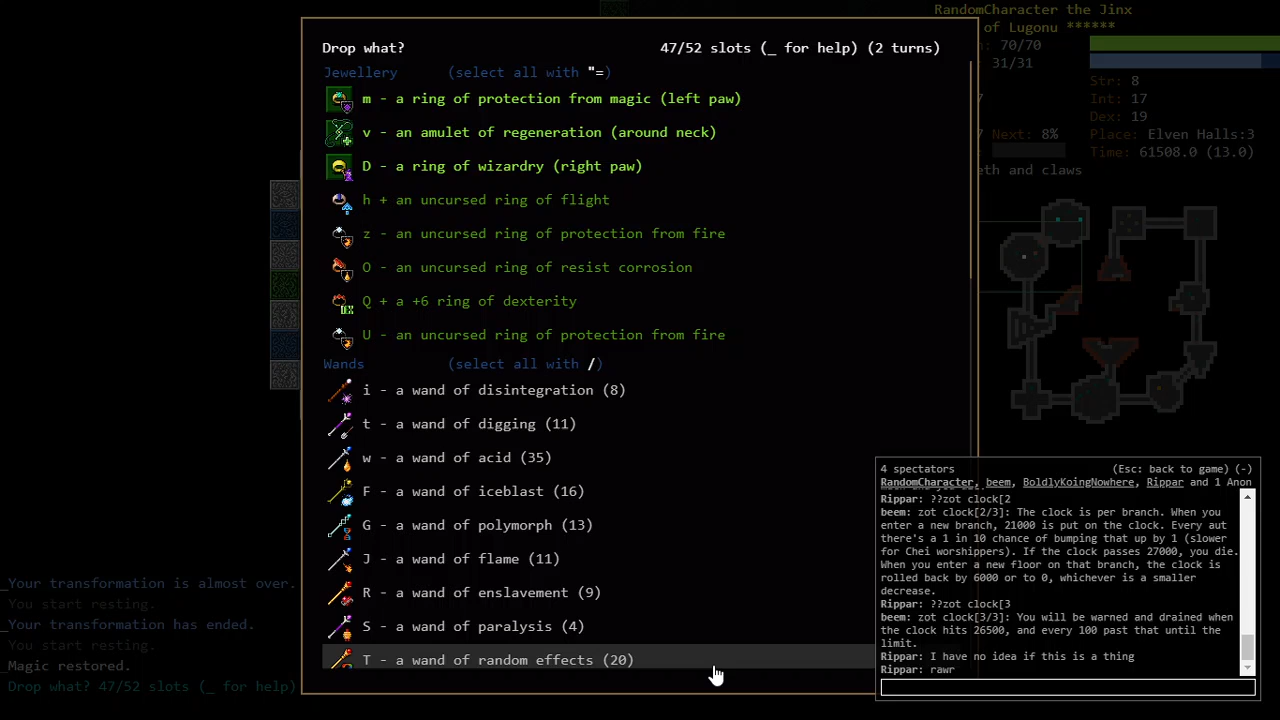 RandomCharacter the Jinx
of Lugonu ******
: 70/70
31/31
Str: 8
Int: 17
Dex: 19
Next: 8%
Place: Elven Halls:3
Time: 61508.0 (13.0)
eth and claws
Drop what? 47/52 slots (_ for help) (2 turns)
Jewellery (select all with "=)
m - a ring of protection from magic (left paw)
v - an amulet of regeneration (around neck)
D - a ring of wizardry (right paw)
h + an uncursed ring of flight
z - an uncursed ring of protection from fire
O - an uncursed ring of resist corrosion
Q + a +6 ring of dexterity
U - an uncursed ring of protection from fire
Wands (select all with /)
i - a wand of disintegration (8)
t - a wand of digging (11)
w - a wand of acid (35)
F - a wand of iceblast (16)
G - a wand of polymorph (13)
J - a wand of flame (11)
R - a wand of enslavement (9)
S - a wand of paralysis (4)
T - a wand of random effects (20)
_Your transformation is almost over.
You start resting.
_Your transformation has ended.
You start resting.
_Magic restored.
Drop what? 47/52 slots (_ for help)
4 spectators (Esc: back to game) (-)
RandomCharacter, beem, BoldlyKoingNowhere, Rippar and 1 Anon
Rippar: ??zot clock[2
beem: zot clock[2/3]: The clock is per branch. When you
enter a new branch, 21000 is put on the clock. Every aut
there's a 1 in 10 chance of bumping that up by 1 (slower
for Chei worshippers). If the clock passes 27000, you die.
When you enter a new floor on that branch, the clock is
rolled back by 6000 or to 0, whichever is a smaller
decrease.
Rippar: ??zot clock[3
beem: zot clock[3/3]: You will be warned and drained when
the clock hits 26500, and every 100 past that until the
limit.
Rippar: I have no idea if this is a thing
Rippar: rawr